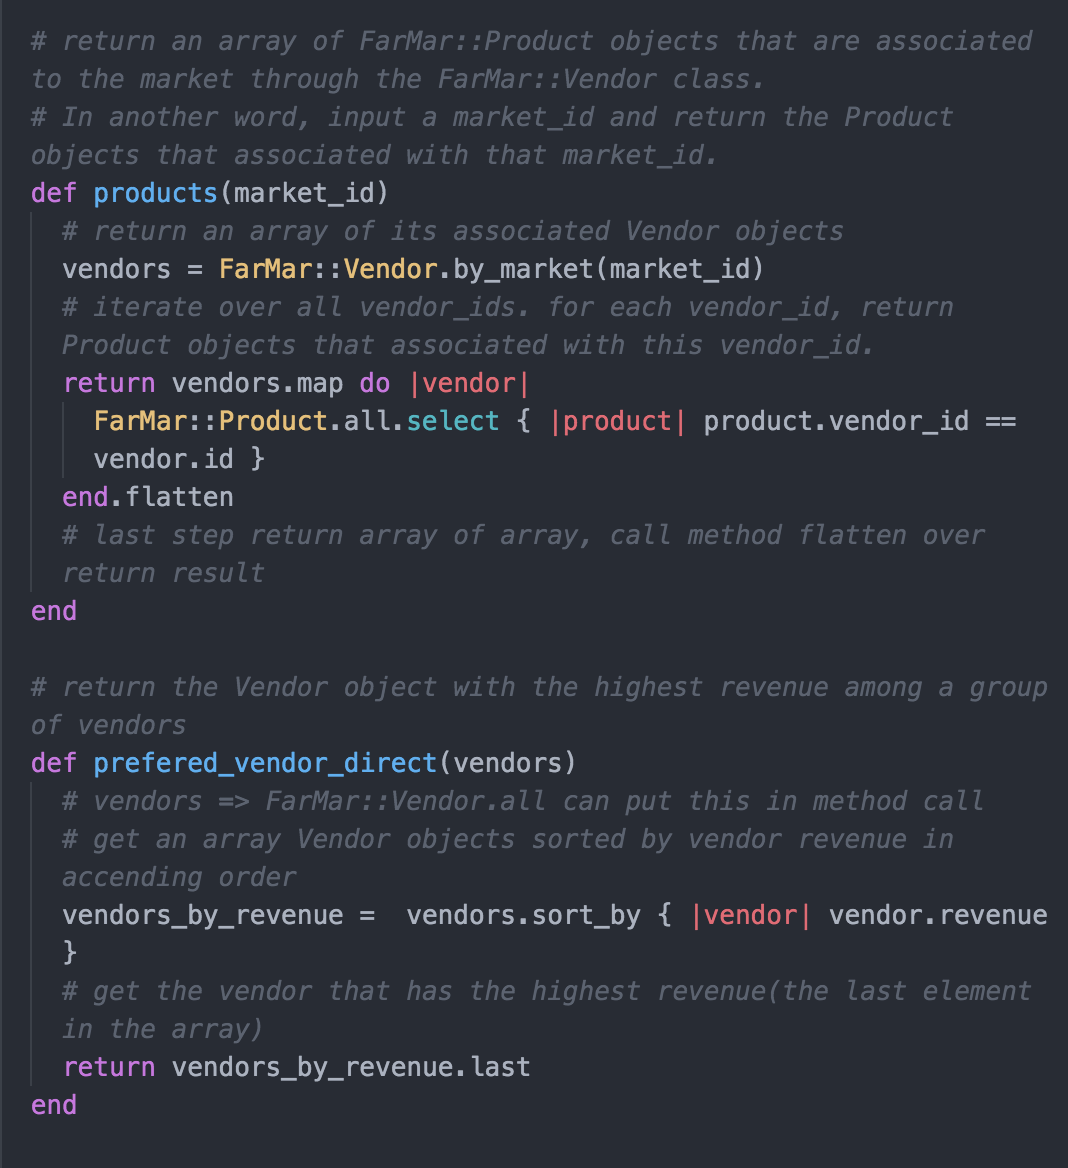 # return an array of FarMar::Product objects that are associated
to the market through the FarMar::Vendor class.
# In another word, input a market_id and return the Product
objects that associated with that market_id.
def products(market_id)
# return an array of its associated Vendor objects
vendors = FarMar::Vendor.by_market(market_id)
# iterate over all vendor_ids. for each vendor_id, return
Product objects that associated with this vendor_id.
return vendors.map do |vendor|
FarMar::Product.all.select { |product| product.vendor_id ==
vendor.id }
end.flatten
# last step return array of array, call method flatten over
return result
end
# return the Vendor object with the highest revenue among a group
of vendors
def prefered_vendor_direct(vendors)
# vendors => FarMar::Vendor.all can put this in method call
# get an array Vendor objects sorted by vendor revenue in
accending order
vendors_by_revenue =  vendors.sort_by { |vendor| vendor.revenue
}
# get the vendor that has the highest revenue(the last element
in the array)
return vendors_by_revenue.last
end